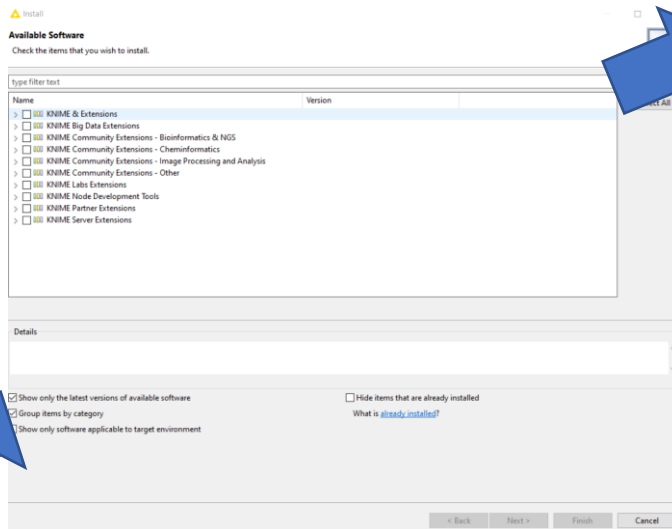 Install
Available Software
Check the items that you wish to install.
type filter text
Name Version
KNIME & Extensions
KNIME Big Data Extensions
KNIME Community Extensions - Bioinformatics & NGS
KNIME Community Extensions - Cheminformatics
KNIME Community Extensions - Image Processing and Analysis
KNIME Community Extensions - Other
KNIME Labs Extensions
KNIME Node Development Tools
KNIME Partner Extensions
KNIME Server Extensions
All
Details
Show only the latest versions of available software
Hide items that are already installed
Group items by category
What is already installed?
Show only software applicable to target environment
< Back Next > Finish Cancel